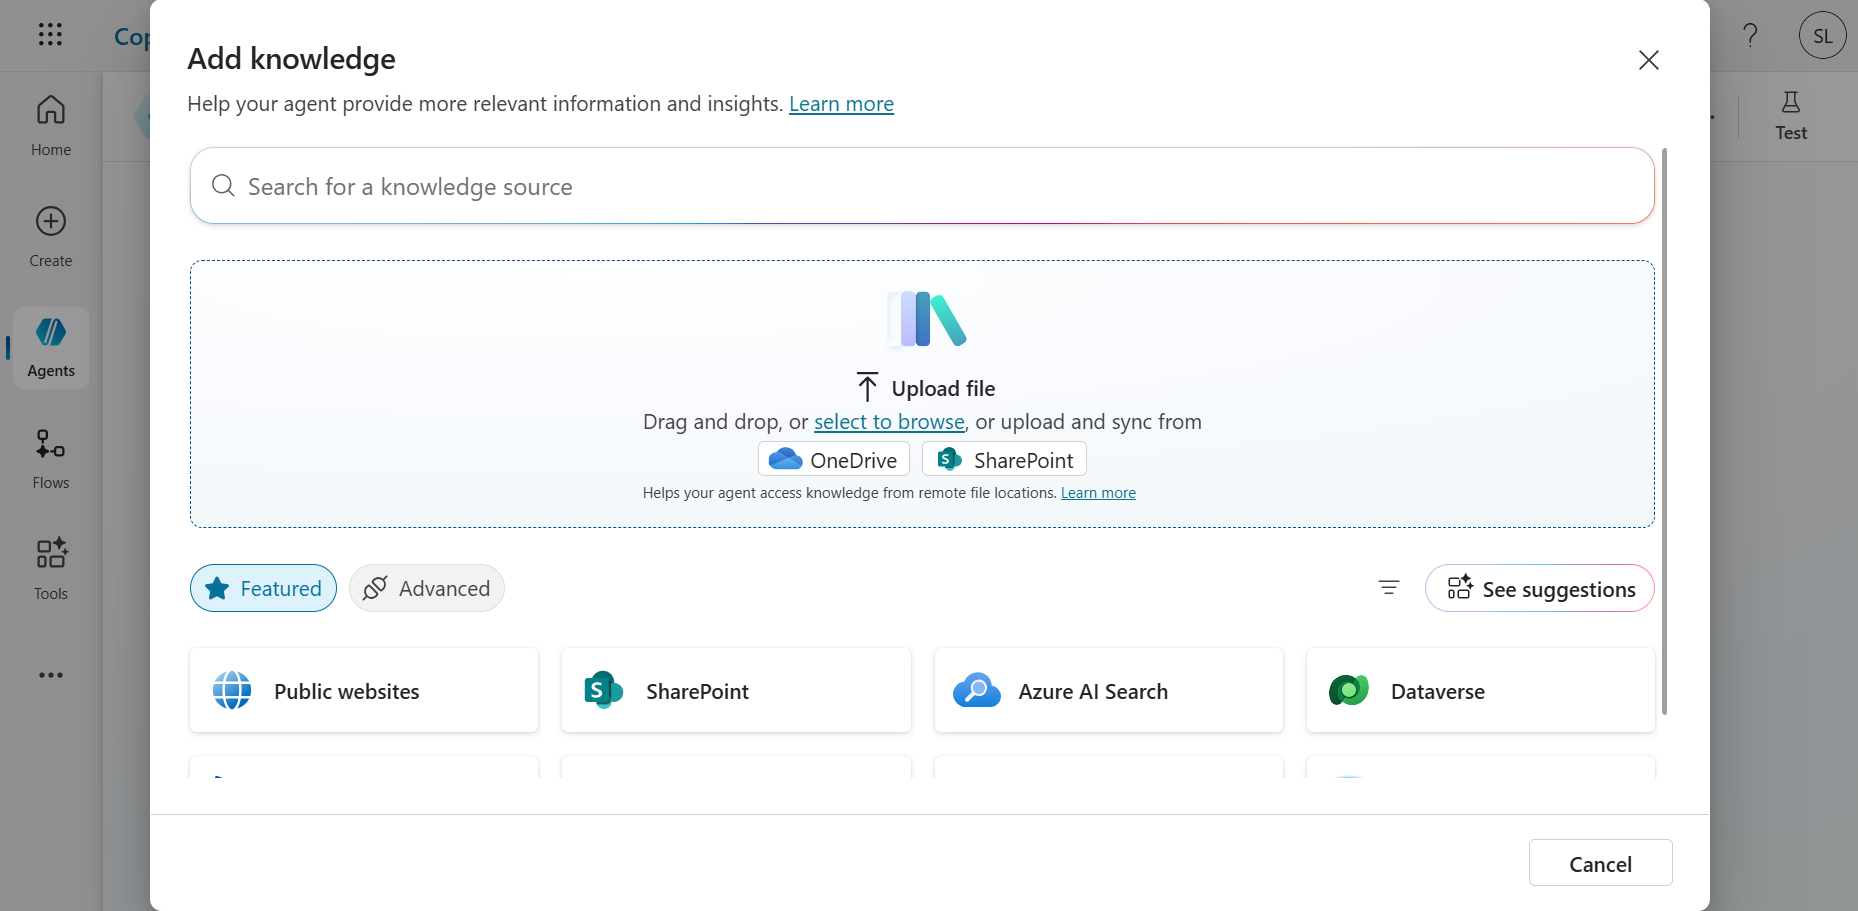 Cop
SL
Home
Create
Agents
Flows
Tools
Test
Add knowledge
Help your agent provide more relevant information and insights. Learn more
Search for a knowledge source
Upload file
Drag and drop, or select to browse, or upload and sync from
OneDrive SharePoint
Helps your agent access knowledge from remote file locations. Learn more
Featured Advanced See suggestions
Public websites SharePoint Azure AI Search Dataverse
Cancel